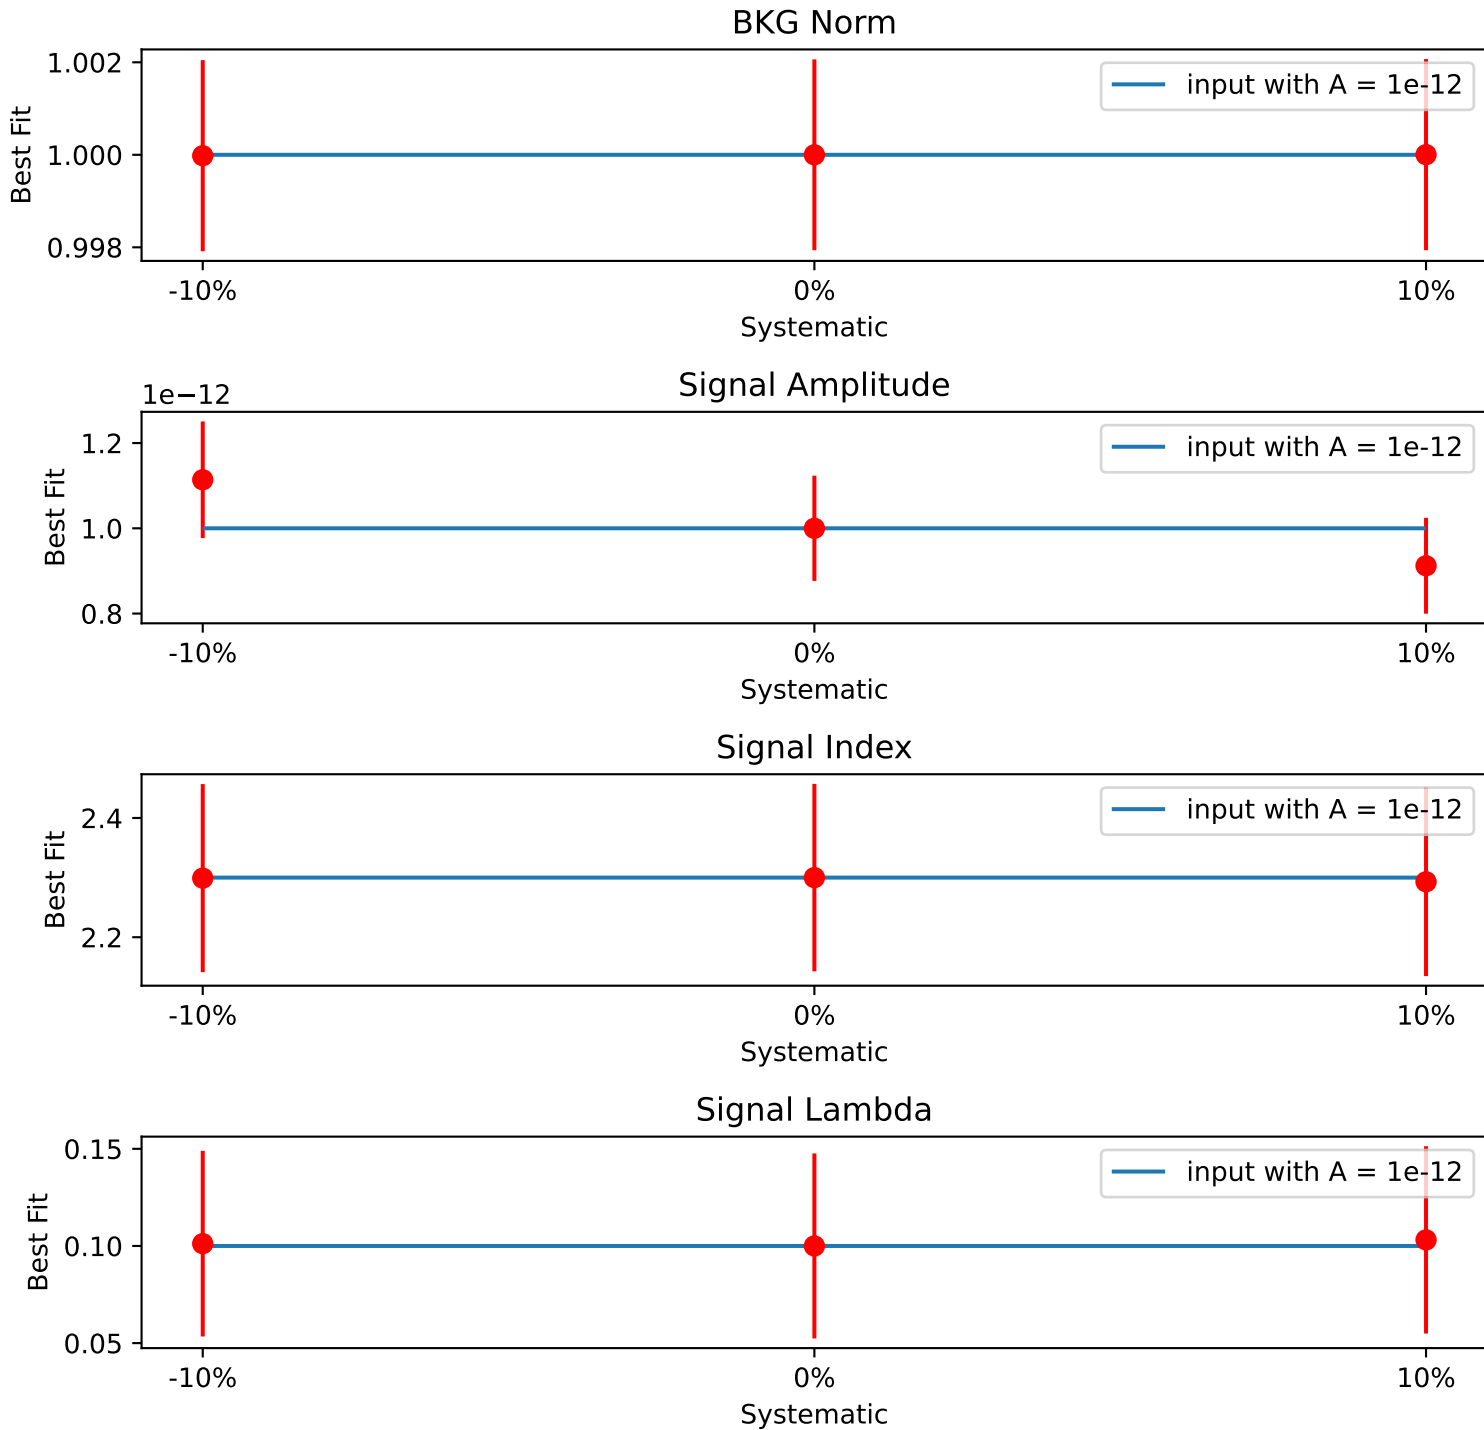 BKG Norm
Best Fit
1.002
1.000
0.998
input with A = 1e-12
-10% 0% 10%
Systematic
Signal Amplitude
1e−12
Best Fit
1.2
1.0
0.8
input with A = 1e-12
-10% 0% 10%
Systematic
Signal Index
Best Fit
2.4
2.2
input with A = 1e-12
-10% 0% 10%
Systematic
Signal Lambda
Best Fit
0.15
0.10
0.05
input with A = 1e-12
-10% 0% 10%
Systematic